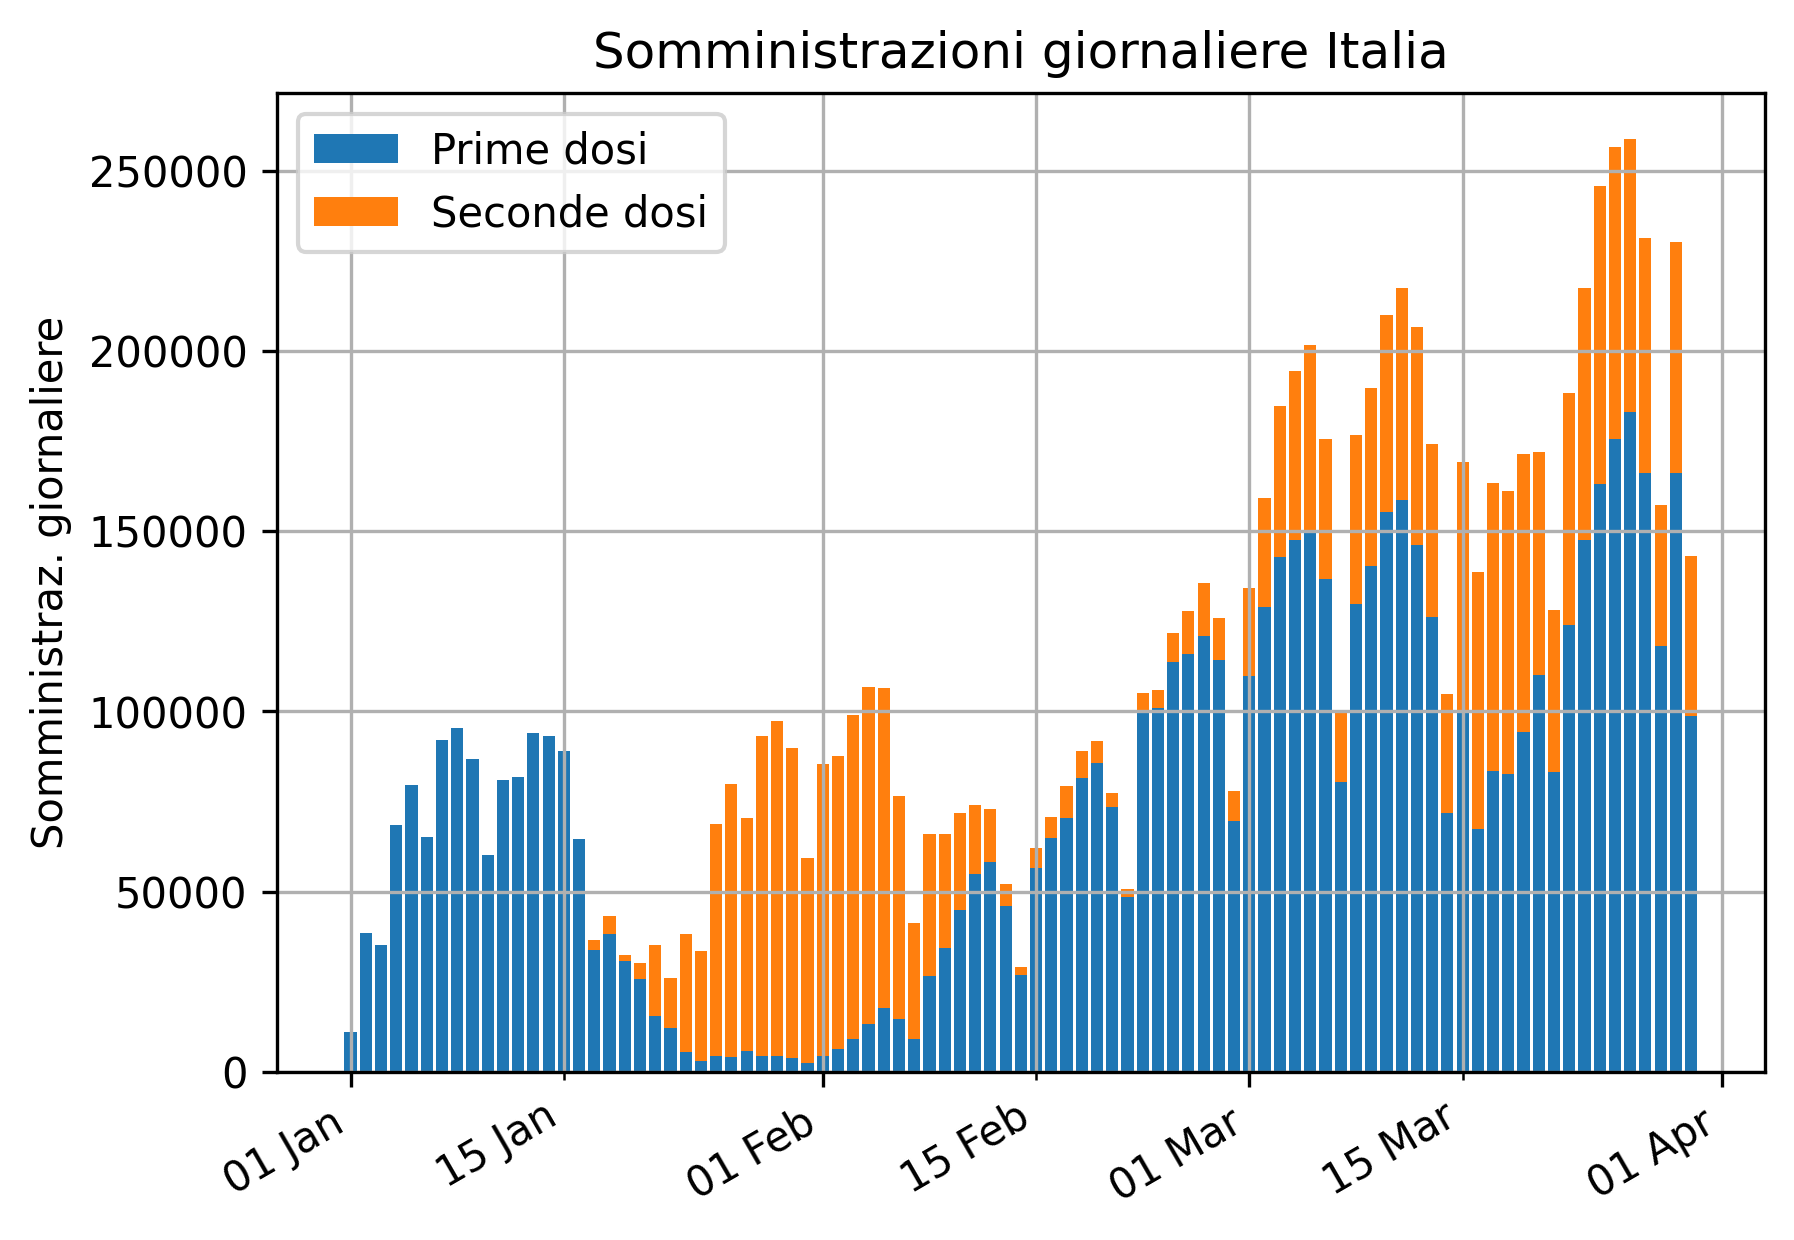 Somministrazioni giornaliere Italia
Prime dosi
Seconde dosi
Somministraz. giornaliere
250000
200000
150000
100000
50000
0
01 Jan
15 Jan
01 Feb
15 Feb
01 Mar
15 Mar
01 Apr